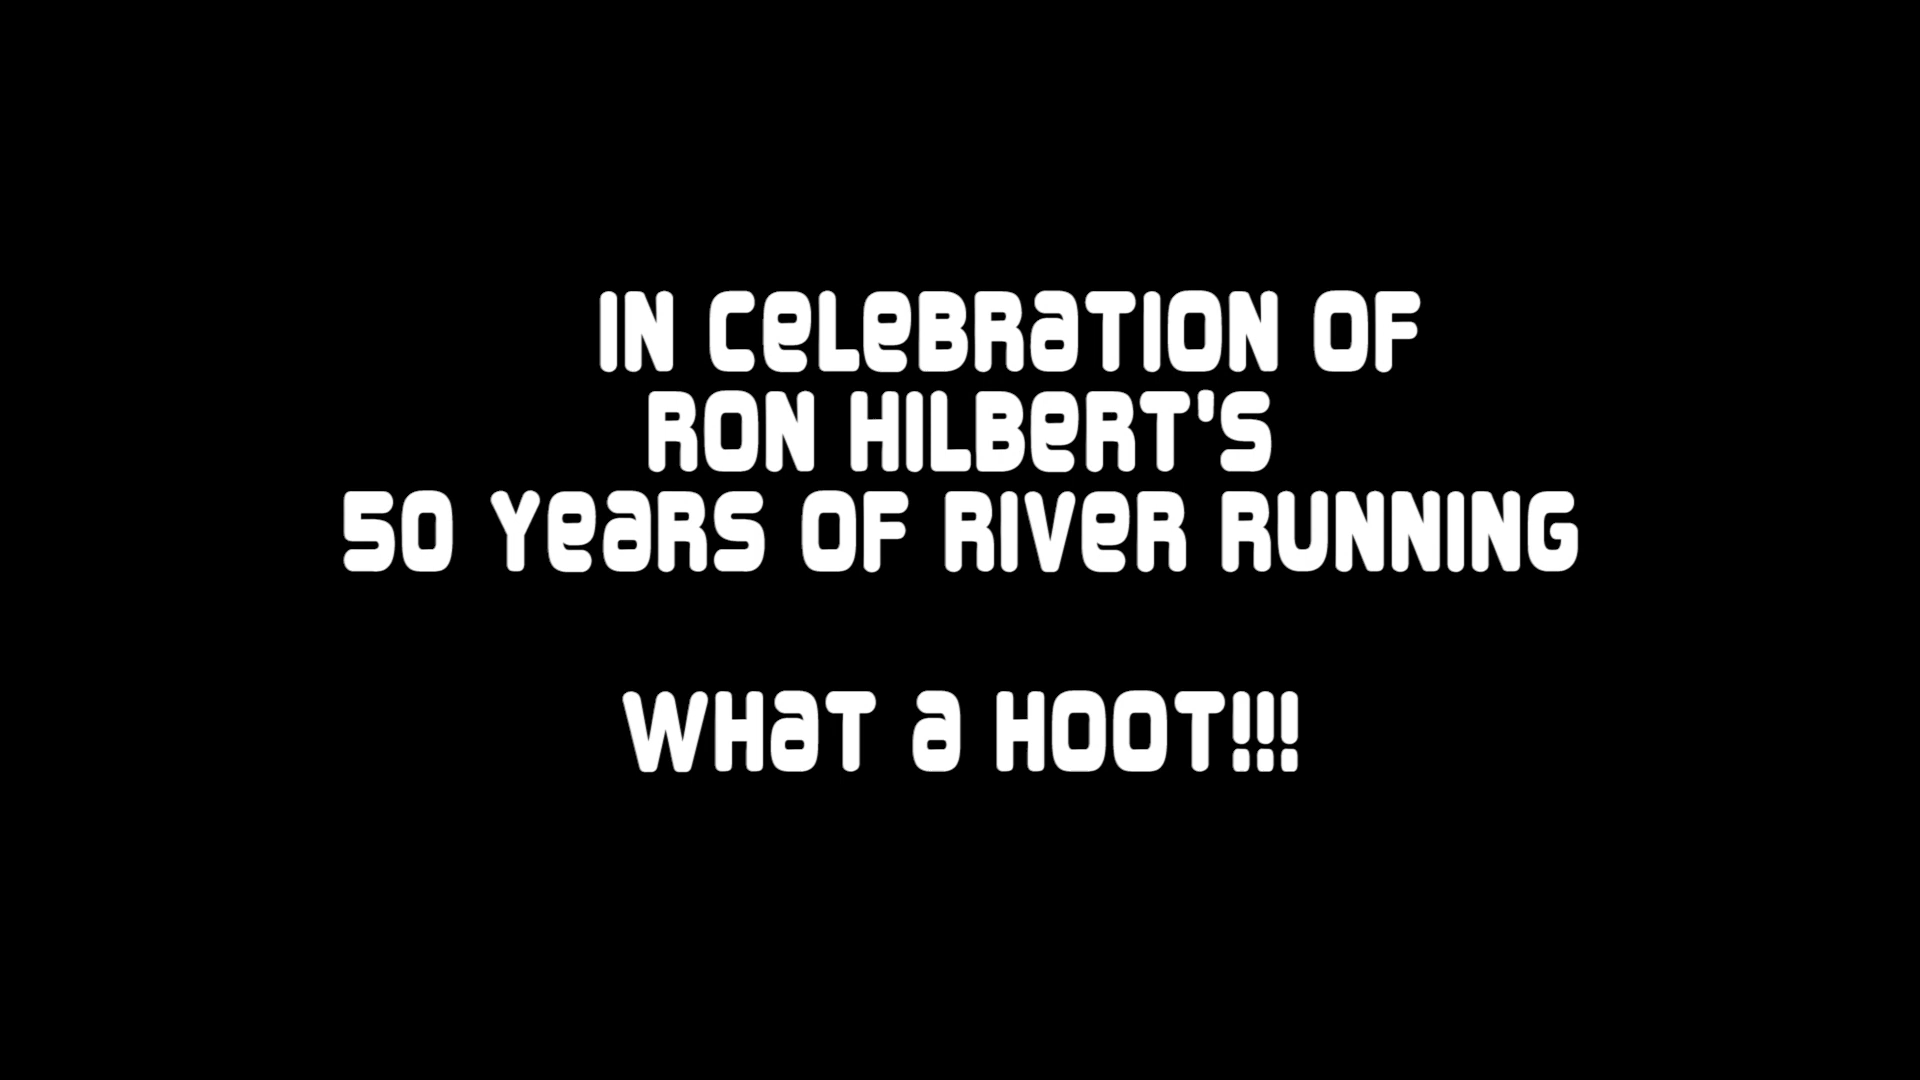 IN CELEBRATION OF
RON HILBERT'S
50 YEARS OF RIVER RUNNING
WHAT A HOOT!!!